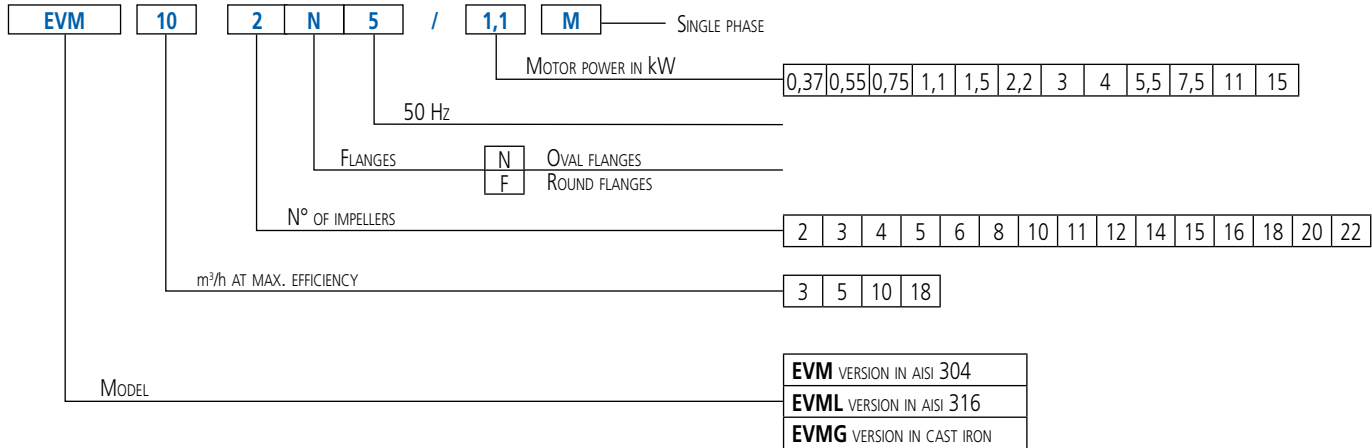 EVM 10 2 N 5 / 1,1 M SINGLE PHASE
MOTOR POWER IN kW 0,37 0,55 0,75 1,1 1,5 2,2 3 4 5,5 7,5 11 15
50 Hz
FLANGES N OVAL FLANGES
F ROUND FLANGES
N° OF IMPELLERS 2 3 4 5 6 8 10 11 12 14 15 16 18 20 22
m³/h AT MAX. EFFICIENCY 3 5 10 18
EVM VERSION IN AISI 304
MODEL EVML VERSION IN AISI 316
EVMG VERSION IN CAST IRON